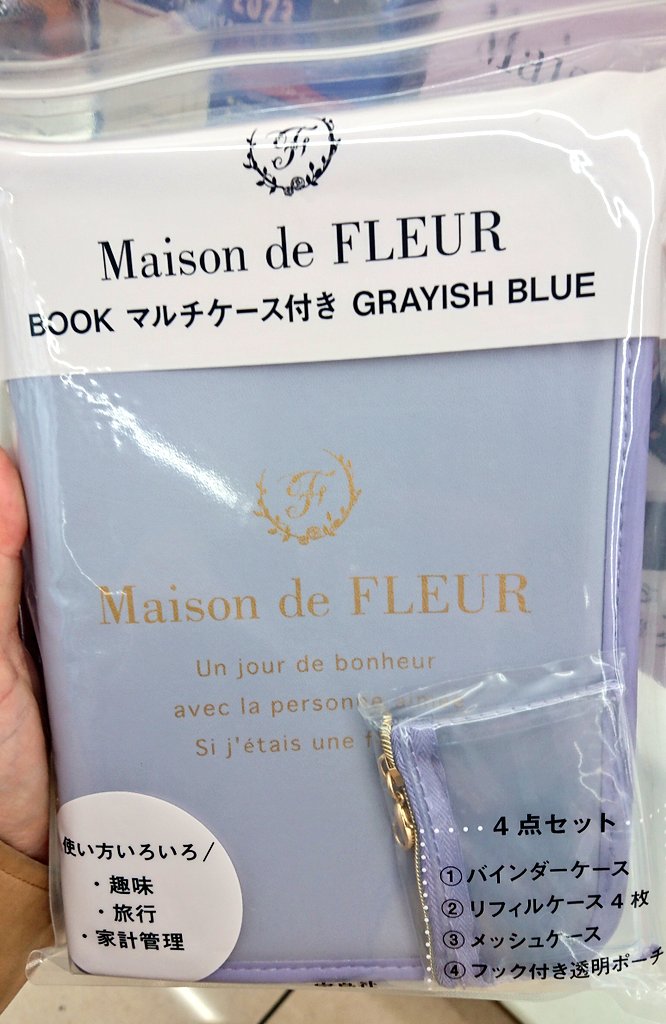 2023
F
Maison de FLEUR
BOOK マルチケース付き GRAYISH BLUE
F
Maison de FLEUR
Un jour de bonheur
avec la personne aimée
Si j'étais une
使い方いろいろ/
・趣味
・旅行
・家計管理
4点セット
①バインダーケース
②リフィルケース4枚
③メッシュケース
④フック付き透明ポーチ